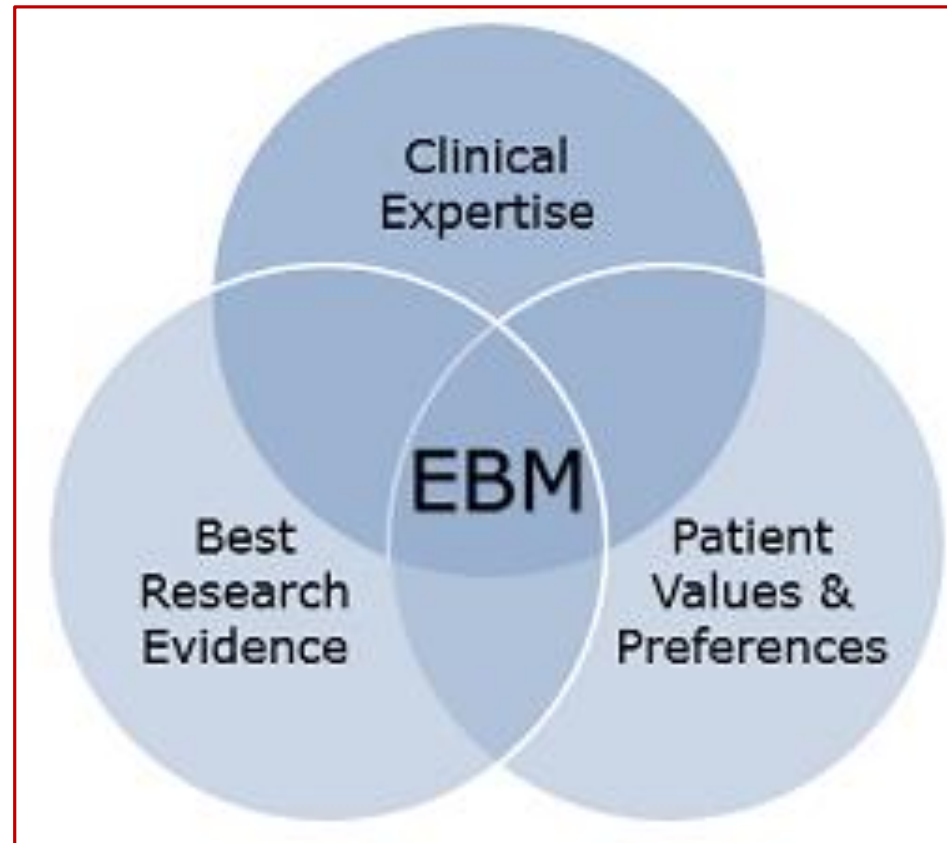 Clinical
Expertise
EBM
Best
Research
Evidence
Patient
Values &
Preferences